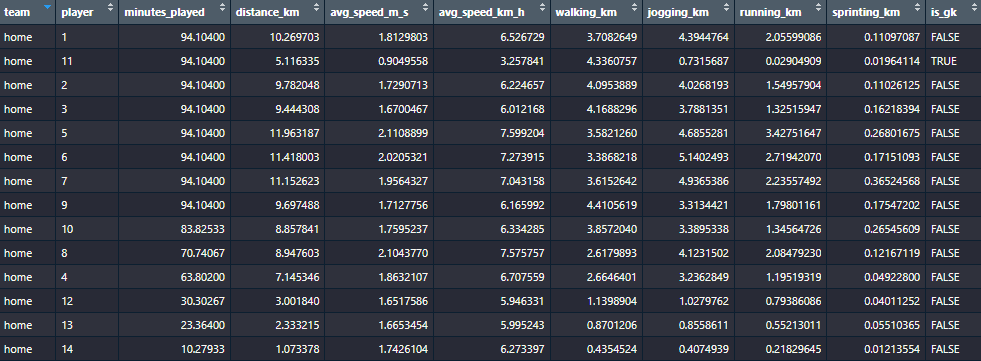 team player minutes_played distance_km avg_speed_m_s avg_speed_km_h walking_km jogging_km running_km sprinting_km is_gk
home 1 94.10400 10.269703 1.8129803 6.526729 3.7082649 4.3944764 2.05599086 0.11097087 FALSE
home 11 94.10400 5.116335 0.9049558 3.257841 4.3360757 0.7315687 0.02904909 0.01964114 TRUE
home 2 94.10400 9.782048 1.7290713 6.224657 4.0953889 4.0268193 1.54957904 0.11026125 FALSE
home 3 94.10400 9.444308 1.6700467 6.012168 4.1688296 3.7881351 1.32515947 0.16218394 FALSE
home 5 94.10400 11.963187 2.1108899 7.599204 3.5821260 4.6855281 3.42751647 0.26801675 FALSE
home 6 94.10400 11.418003 2.0205321 7.273915 3.3868218 5.1402493 2.71942070 0.17151093 FALSE
home 7 94.10400 11.152623 1.9564327 7.043158 3.6152642 4.9365386 2.23557492 0.36524568 FALSE
home 9 94.10400 9.697488 1.7127756 6.165992 4.4105619 3.3134421 1.79801161 0.17547202 FALSE
home 10 83.82533 8.857841 1.7595237 6.334285 3.8572040 3.3895338 1.34564726 0.26545609 FALSE
home 8 70.74067 8.947603 2.1043770 7.575757 2.6179893 4.1231502 2.08479230 0.12167119 FALSE
home 4 63.80200 7.145346 1.8632107 6.707559 2.6646401 3.2362849 1.19519319 0.04922800 FALSE
home 12 30.30267 3.001840 1.6517586 5.946331 1.1398904 1.0279762 0.79386086 0.04011252 FALSE
home 13 23.36400 2.333215 1.6653454 5.995243 0.8701206 0.8558611 0.55213011 0.05510365 FALSE
home 14 10.27933 1.073378 1.7426104 6.273397 0.4354524 0.4074939 0.21829645 0.01213554 FALSE